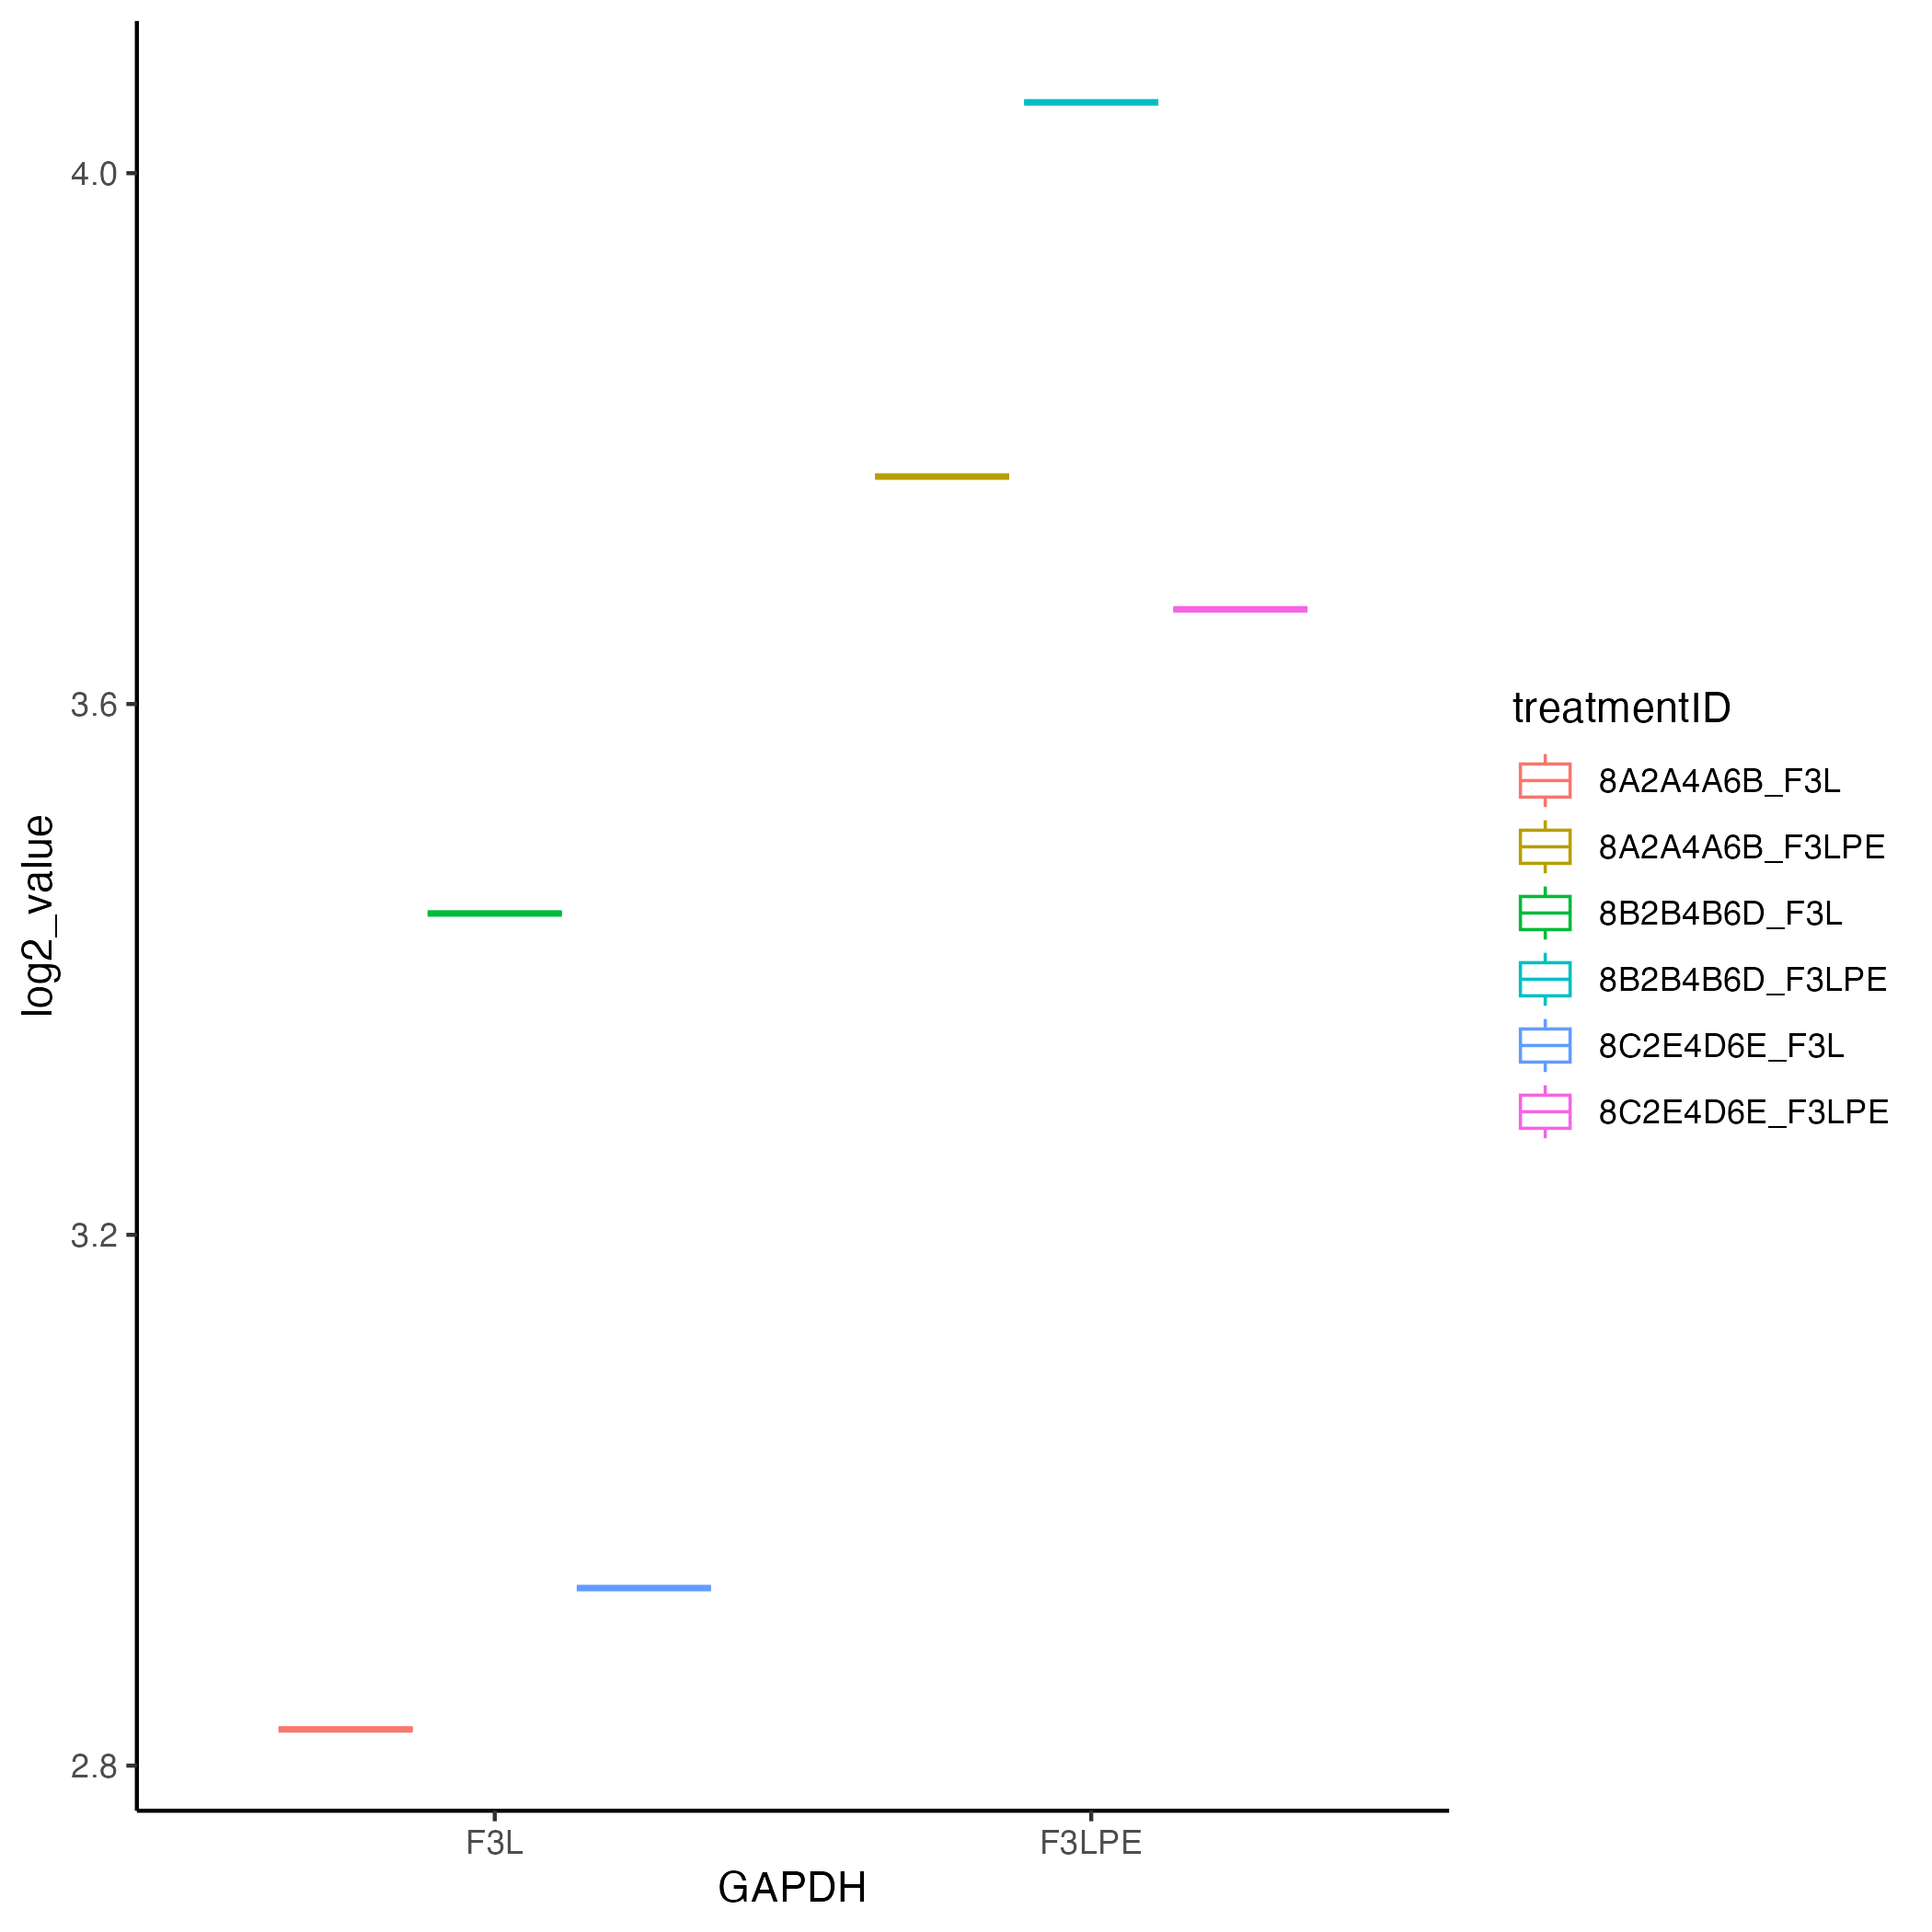 4.0
3.6
3.2
2.8
log2_value
F3L
F3LPE
GAPDH
treatmentID
8A2A4A6B_F3L
8A2A4A6B_F3LPE
8B2B4B6D_F3L
8B2B4B6D_F3LPE
8C2E4D6E_F3L
8C2E4D6E_F3LPE